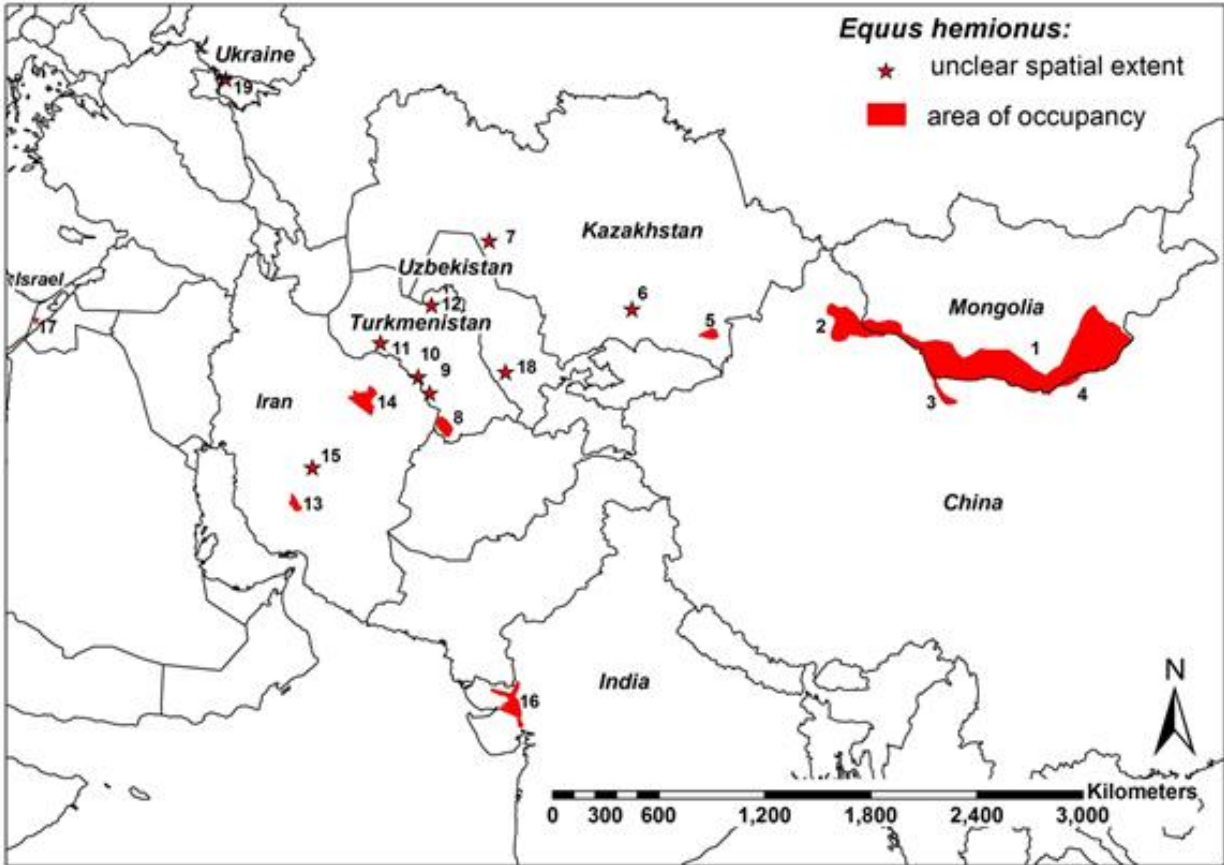 Equus hemionus:
unclear spatial extent
area of occupancy
Ukraine
19
7
Kazakhstan
Uzbekistan
Israel
17
12
6
Mongolia
2
5
Turkmenistan
11
10
1
9
18
3
4
Iran
14
8
15
13
China
India
16
N
Kilometers
0 300 600 1,200 1,800 2,400 3,000